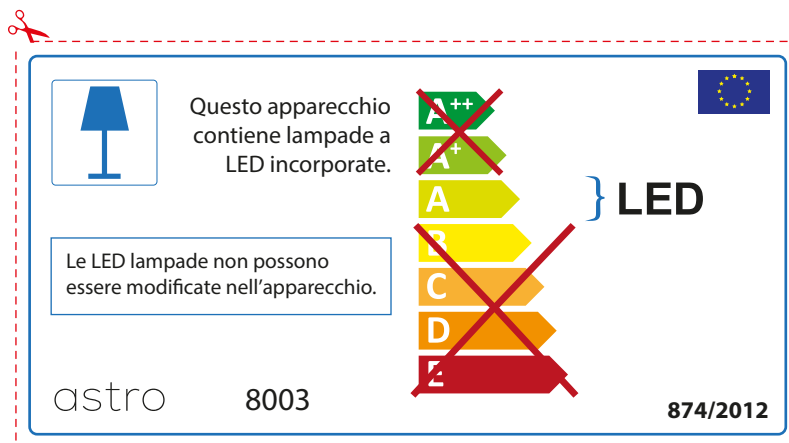 Questo apparecchio
contiene lampade a
LED incorporate.
Le LED lampade non possono
essere modificate nell'apparecchio.
A++
A+
A
B
C
D
E
LED
astro
8003
874/2012